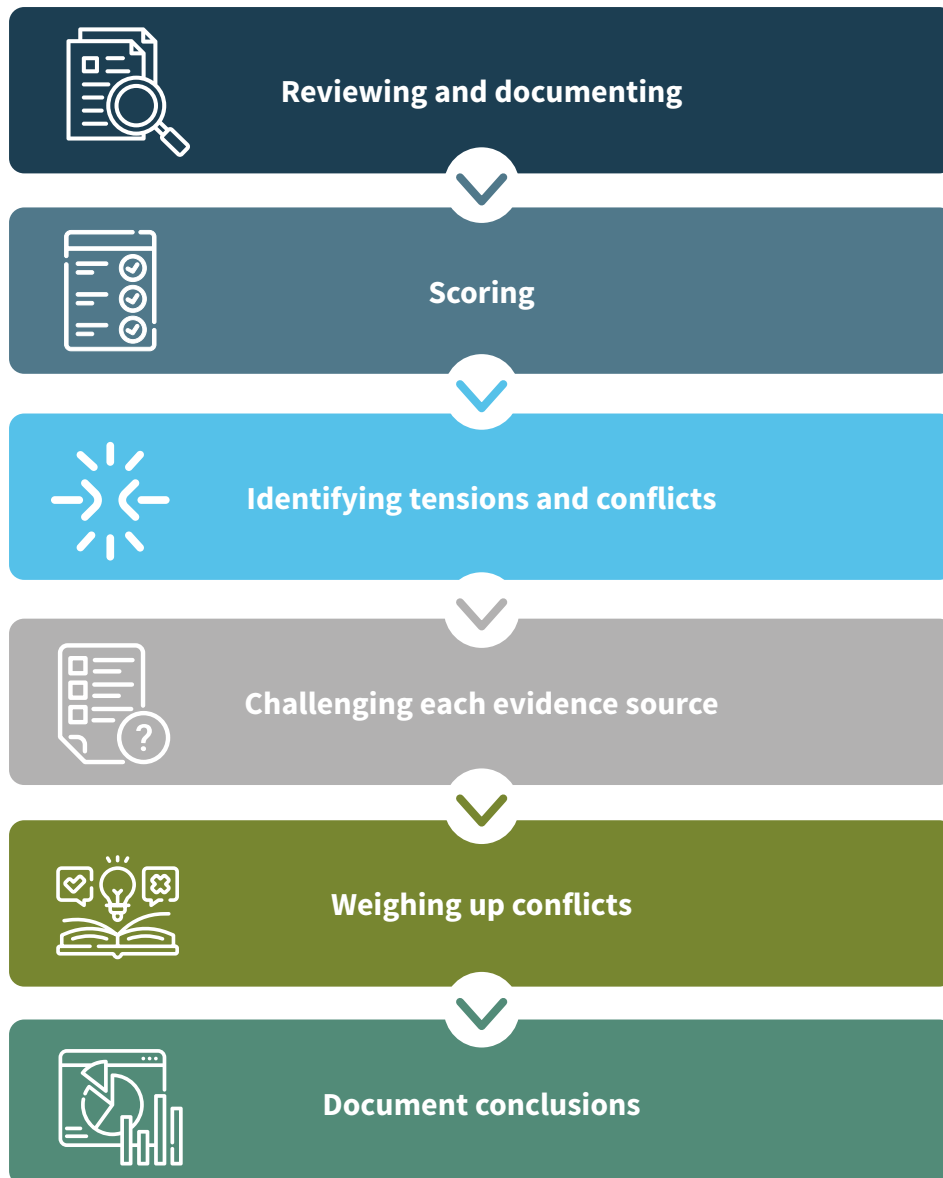 Reviewing and documenting
Scoring
Identifying tensions and conflicts
Challenging each evidence source
?
Weighing up conflicts
Document conclusions